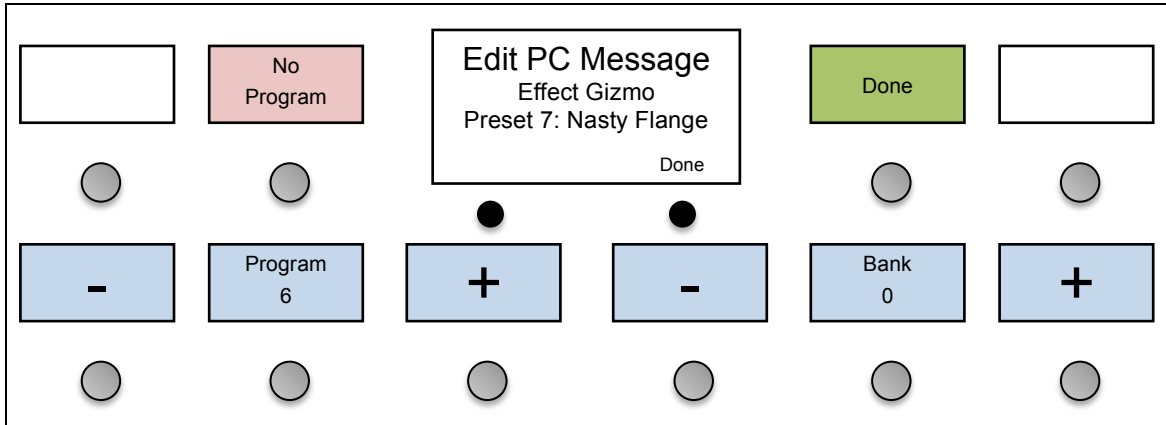 No
Program
Edit PC Message
Effect Gizmo
Preset 7: Nasty Flange
Done
Done
-
Program
6
+
-
Bank
0
+